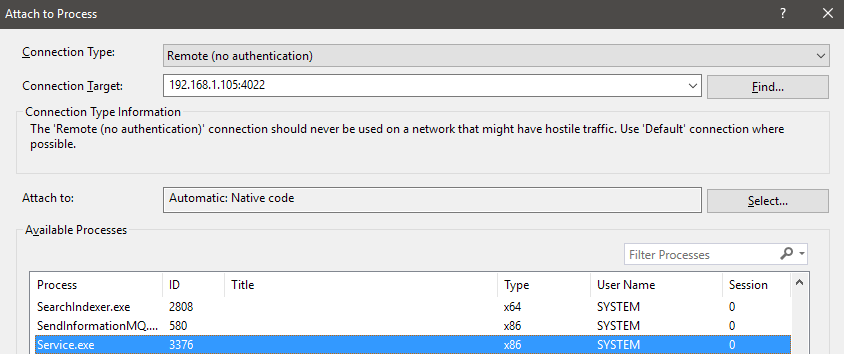 Attach to Process
? ×
Connection Type: Remote (no authentication)
Connection Target: 192.168.1.105:4022 Find...
Connection Type Information
The 'Remote (no authentication)' connection should never be used on a network that might have hostile traffic. Use 'Default' connection where
possible.
Attach to: Automatic: Native code Select...
Available Processes
Filter Processes
Process ID Title Type User Name Session
SearchIndexer.exe 2808 x64 SYSTEM 0
SendInformationMQ.... 580 x86 SYSTEM 0
Service.exe 3376 x86 SYSTEM 0